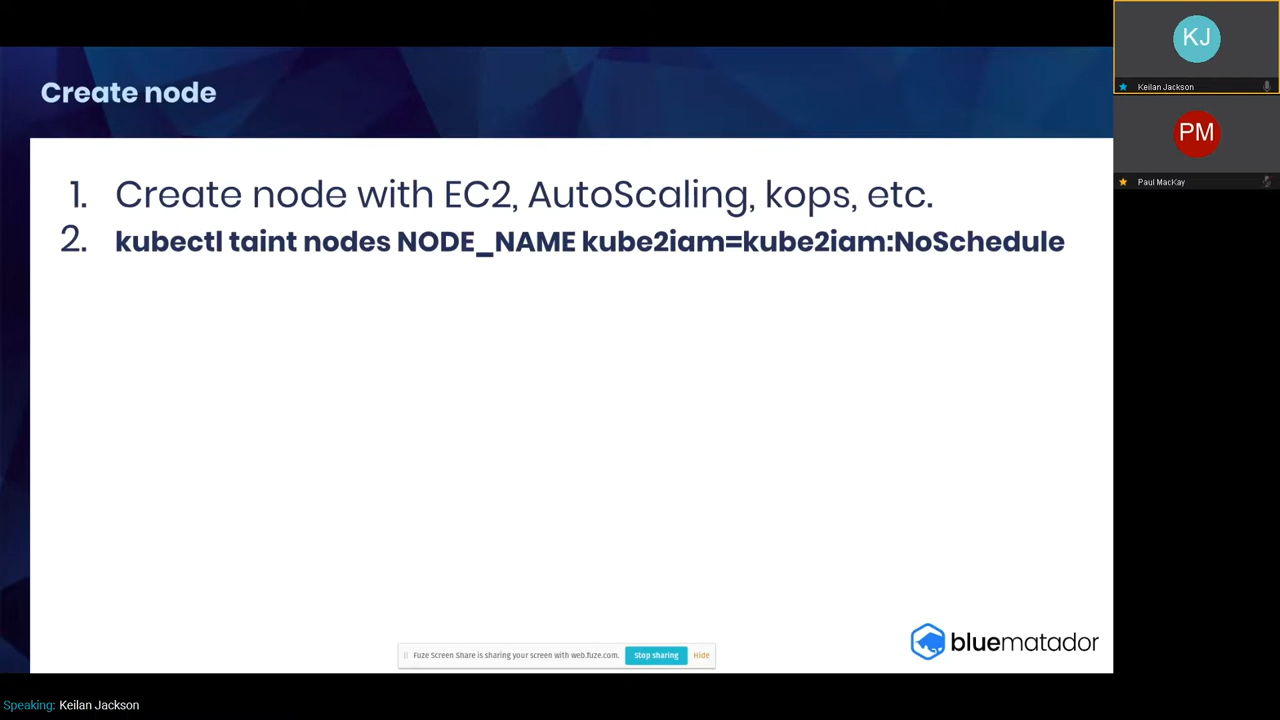 Create node
1. Create node with EC2, AutoScaling, kops, etc.
2. kubectl taint nodes NODE_NAME kube2iam=kube2iam:NoSchedule
KJ
Keilan Jackson
PM
Paul MacKay
Fuze Screen Share is sharing your screen with web.fuze.com. Stop sharing Hide
bluematador
Speaking: Keilan Jackson